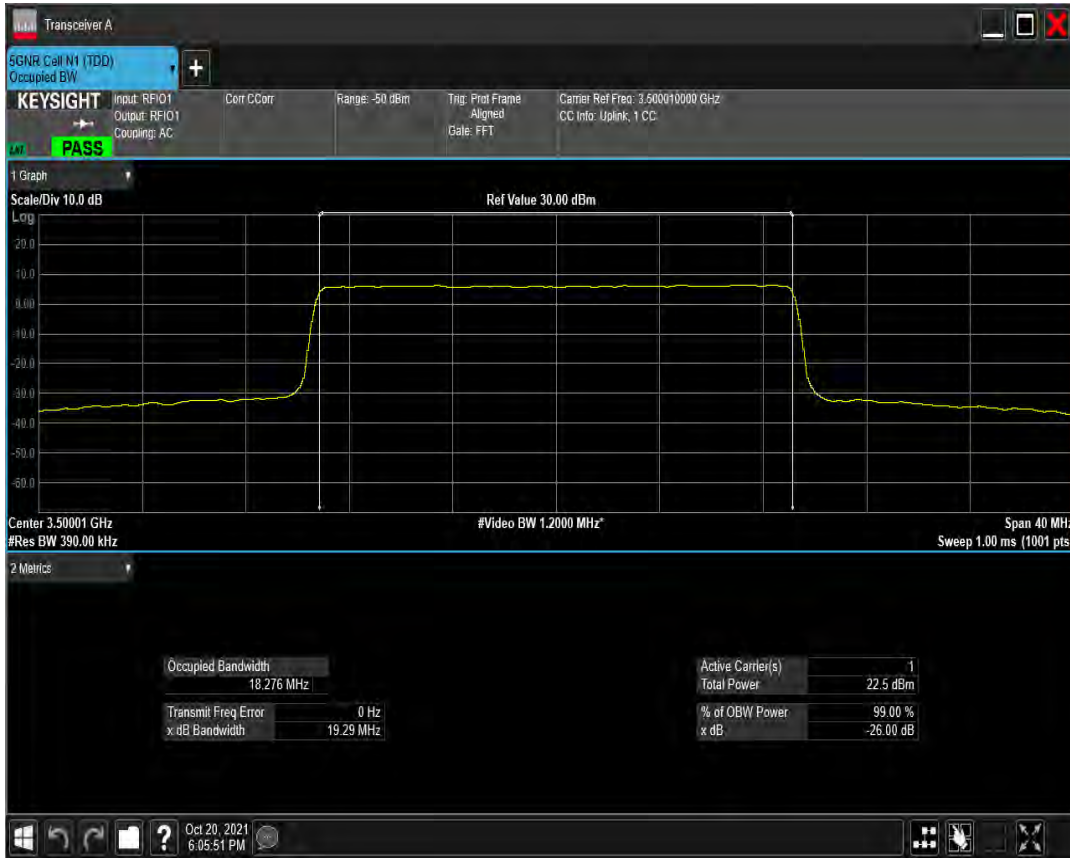 Transceiver A
5GNR Cell N1 (TDD)
Occupied BW
+
KEYSIGHT
PASS
Input: RFIO1
Output: RFIO1
Coupling: AC
Corr CCorr
Range: -50 dBm
Trig: Prot Frame
Aligned
Gate: FFT
Carrier Ref Freq: 3.500010000 GHz
CC Info: Uplink, 1 CC
1 Graph
Scale/Div 10.0 dB
Ref Value 30.00 dBm
Log
20.0
10.0
0.00
-10.0
-20.0
-30.0
-40.0
-50.0
-60.0
Center 3.50001 GHz
#Video BW 1.2000 MHz*
Span 40 MHz
#Res BW 390.00 kHz
Sweep 1.00 ms (1001 pts
2 Metrics
Occupied Bandwidth
18.276 MHz
Transmit Freq Error 0 Hz
x dB Bandwidth 19.29 MHz
Active Carrier(s) 1
Total Power 22.5 dBm
% of OBW Power 99.00 %
x dB -26.00 dB
?
Oct 20, 2021
6:05:51 PM